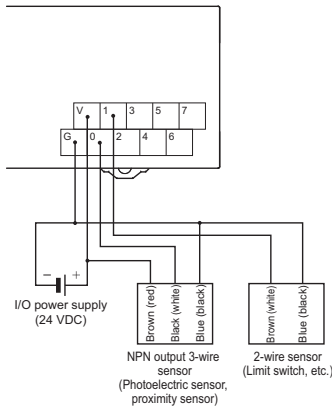 V 1 3 5 7
G 0 2 4 6
− +
I/O power supply
(24 VDC)
Brown (red)
Black (white)
Blue (black)
Brown (white)
Blue (black)
NPN output 3-wire
sensor
(Photoelectric sensor,
proximity sensor)
2-wire sensor
(Limit switch, etc.)